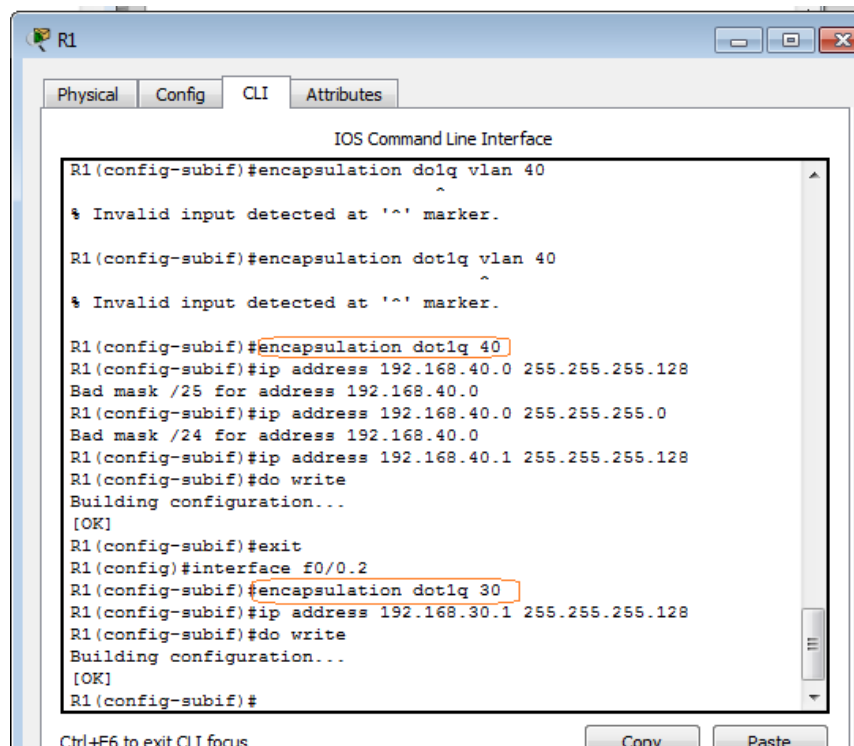 R1
Physical Config CLI Attributes
IOS Command Line Interface
R1(config-subif)#encapsulation do1q vlan 40
^
% Invalid input detected at '^' marker.
R1(config-subif)#encapsulation dot1q vlan 40
^
% Invalid input detected at '^' marker.
R1(config-subif)#encapsulation dot1q 40
R1(config-subif)#ip address 192.168.40.0 255.255.255.128
Bad mask /25 for address 192.168.40.0
R1(config-subif)#ip address 192.168.40.0 255.255.255.0
Bad mask /24 for address 192.168.40.0
R1(config-subif)#ip address 192.168.40.1 255.255.255.128
R1(config-subif)#do write
Building configuration...
[OK]
R1(config-subif)#exit
R1(config)#interface f0/0.2
R1(config-subif)#encapsulation dot1q 30
R1(config-subif)#ip address 192.168.30.1 255.255.255.128
R1(config-subif)#do write
Building configuration...
[OK]
R1(config-subif)#
Ctrl+F6 to exit CLI focus
Copy Paste